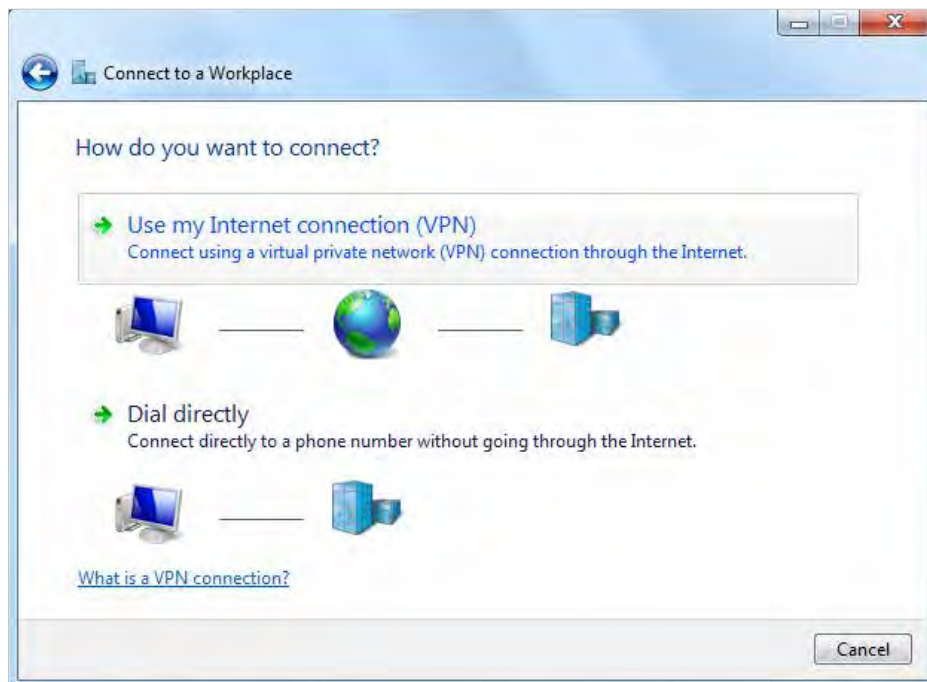 Connect to a Workplace
How do you want to connect?
Use my Internet connection (VPN)
Connect using a virtual private network (VPN) connection through the Internet.
Dial directly
Connect directly to a phone number without going through the Internet.
What is a VPN connection?
Cancel